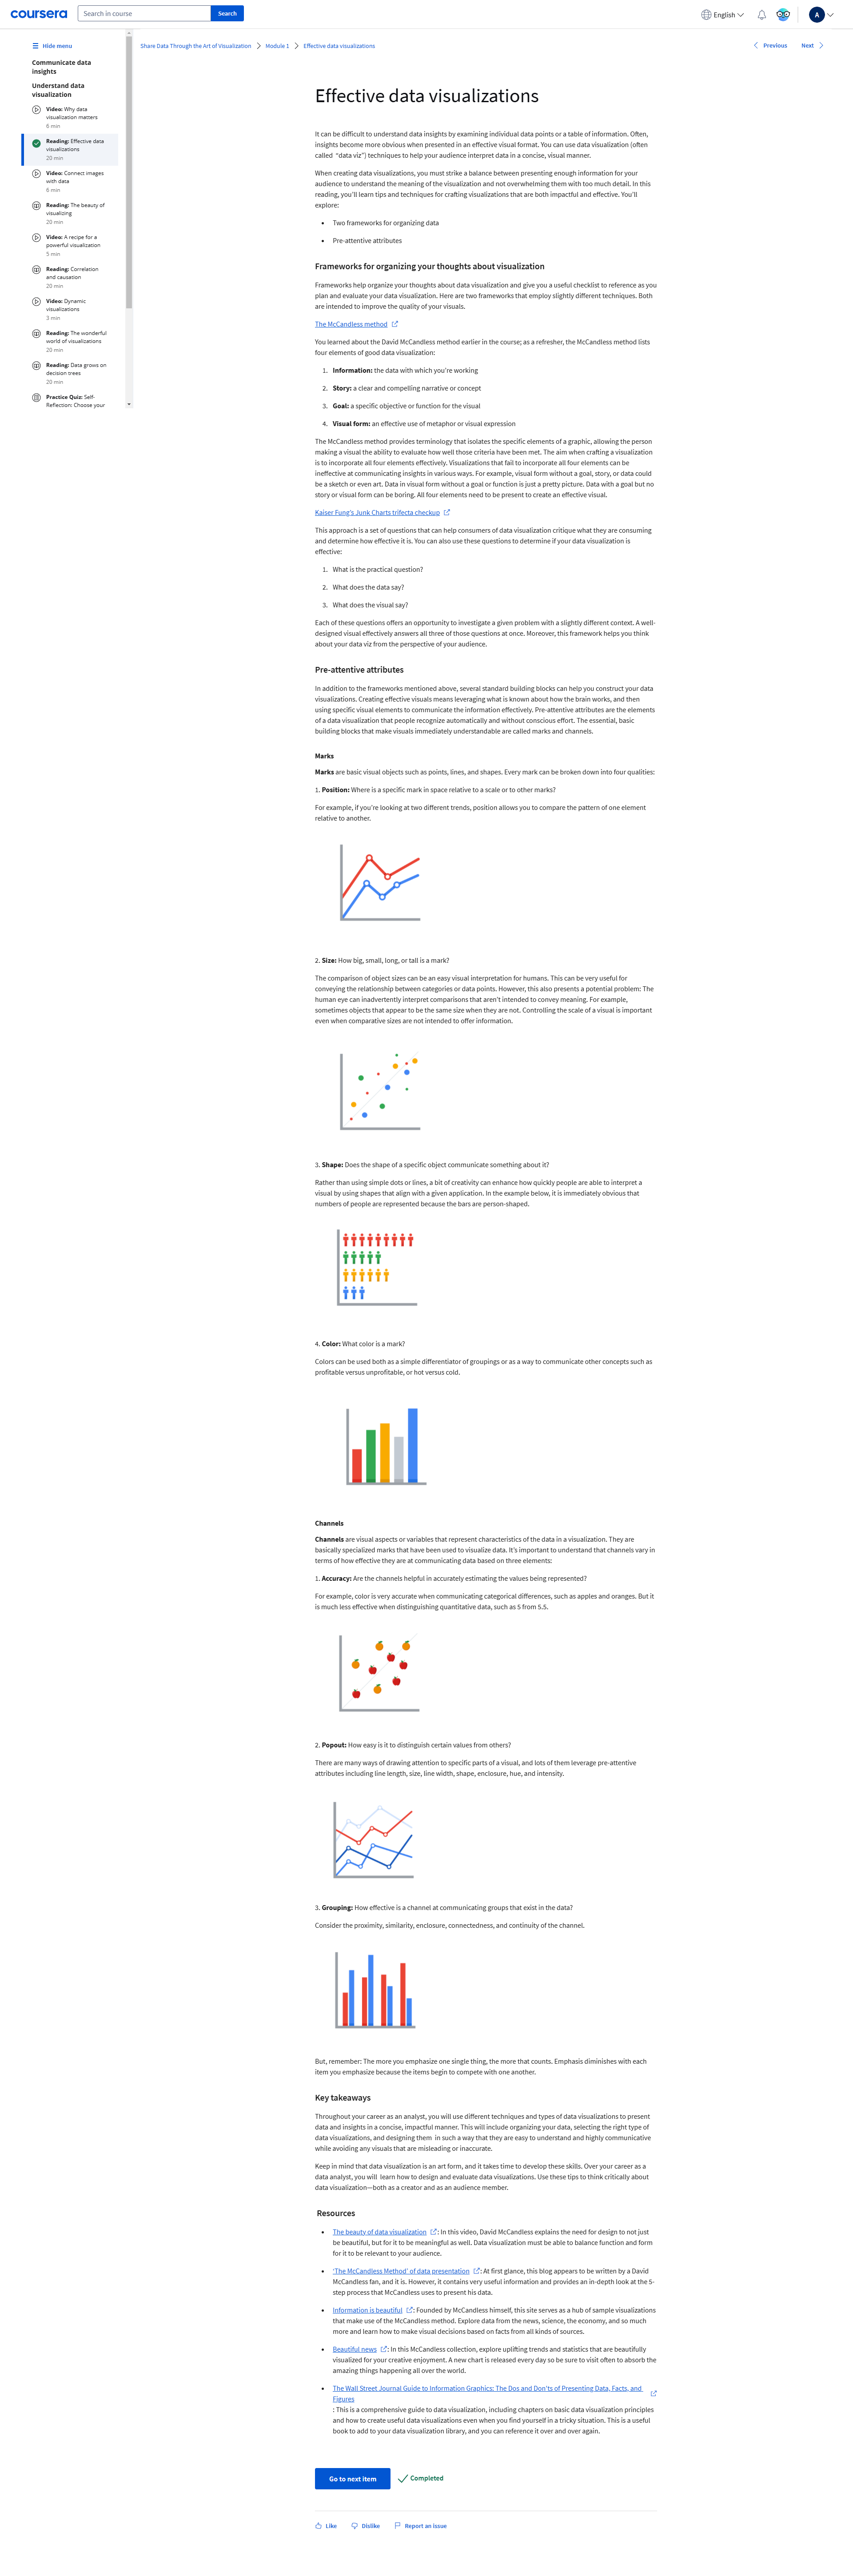 coursera
Search in course
Search
English
A
Hide menu
Communicate data
insights
Understand data
visualization
Video: Why data
visualization matters
6 min
Reading: Effective data
visualizations
20 min
Video: Connect images
with data
6 min
Reading: The beauty of
visualizing
20 min
Video: A recipe for a
powerful visualization
5 min
Reading: Correlation
and causation
20 min
Video: Dynamic
visualizations
3 min
Reading: The wonderful
world of visualizations
20 min
Reading: Data grows on
decision trees
20 min
Practice Quiz: Self-
Reflection: Choose your
Share Data Through the Art of Visualization
Module 1
Effective data visualizations
Previous
Next
Effective data visualizations
It can be difficult to understand data insights by examining individual data points or a table of information. Often,
insights become more obvious when presented in an effective visual format. You can use data visualization (often
called "data viz") techniques to help your audience interpret data in a concise, visual manner.
When creating data visualizations, you must strike a balance between presenting enough information for your
audience to understand the meaning of the visualization and not overwhelming them with too much detail. In this
reading, you'll learn tips and techniques for crafting visualizations that are both impactful and effective. You'll
explore:
• Two frameworks for organizing data
• Pre-attentive attributes
Frameworks for organizing your thoughts about visualization
Frameworks help organize your thoughts about data visualization and give you a useful checklist to reference as you
plan and evaluate your data visualization. Here are two frameworks that employ slightly different techniques. Both
are intended to improve the quality of your visuals.
The McCandless method
You learned about the David McCandless method earlier in the course; as a refresher, the McCandless method lists
four elements of good data visualization:
1. Information: the data with which you're working
2. Story: a clear and compelling narrative or concept
3. Goal: a specific objective or function for the visual
4. Visual form: an effective use of metaphor or visual expression
The McCandless method provides terminology that isolates the specific elements of a graphic, allowing the person
making a visual the ability to evaluate how well those criteria have been met. The aim when crafting a visualization
is to incorporate all four elements effectively. Visualizations that fail to incorporate all four elements can be
ineffective at communicating insights in various ways. For example, visual form without a goal, story, or data could
be a sketch or even art. Data in visual form without a goal or function is just a pretty picture. Data with a goal but no
story or visual form can be boring. All four elements need to be present to create an effective visual.
Kaiser Fung's Junk Charts trifecta checkup
This approach is a set of questions that can help consumers of data visualization critique what they are consuming
and determine how effective it is. You can also use these questions to determine if your data visualization is
effective:
1. What is the practical question?
2. What does the data say?
3. What does the visual say?
Each of these questions offers an opportunity to investigate a given problem with a slightly different context. A well-
designed visual effectively answers all three of those questions at once. Moreover, this framework helps you think
about your data viz from the perspective of your audience.
Pre-attentive attributes
In addition to the frameworks mentioned above, several standard building blocks can help you construct your data
visualizations. Creating effective visuals means leveraging what is known about how the brain works, and then
using specific visual elements to communicate the information effectively. Pre-attentive attributes are the elements
of a data visualization that people recognize automatically and without conscious effort. The essential, basic
building blocks that make visuals immediately understandable are called marks and channels.
Marks
Marks are basic visual objects such as points, lines, and shapes. Every mark can be broken down into four qualities:
1. Position: Where is a specific mark in space relative to a scale or to other marks?
For example, if you're looking at two different trends, position allows you to compare the pattern of one element
relative to another.
2. Size: How big, small, long, or tall is a mark?
The comparison of object sizes can be an easy visual interpretation for humans. This can be very useful for
conveying the relationship between categories or data points. However, this also presents a potential problem: The
human eye can inadvertently interpret comparisons that aren't intended to convey meaning. For example,
sometimes objects that appear to be the same size when they are not. Controlling the scale of a visual is important
even when comparative sizes are not intended to offer information.
3. Shape: Does the shape of a specific object communicate something about it?
Rather than using simple dots or lines, a bit of creativity can enhance how quickly people are able to interpret a
visual by using shapes that align with a given application. In the example below, it is immediately obvious that
numbers of people are represented because the bars are person-shaped.
4. Color: What color is a mark?
Colors can be used both as a simple differentiator of groupings or as a way to communicate other concepts such as
profitable versus unprofitable, or hot versus cold.
Channels
Channels are visual aspects or variables that represent characteristics of the data in a visualization. They are
basically specialized marks that have been used to visualize data. It's important to understand that channels vary in
terms of how effective they are at communicating data based on three elements:
1. Accuracy: Are the channels helpful in accurately estimating the values being represented?
For example, color is very accurate when communicating categorical differences, such as apples and oranges. But it
is much less effective when distinguishing quantitative data, such as 5 from 5.5.
2. Popout: How easy is it to distinguish certain values from others?
There are many ways of drawing attention to specific parts of a visual, and lots of them leverage pre-attentive
attributes including line length, size, line width, shape, enclosure, hue, and intensity.
3. Grouping: How effective is a channel at communicating groups that exist in the data?
Consider the proximity, similarity, enclosure, connectedness, and continuity of the channel.
But, remember: The more you emphasize one single thing, the more that counts. Emphasis diminishes with each
item you emphasize because the items begin to compete with one another.
Key takeaways
Throughout your career as an analyst, you will use different techniques and types of data visualizations to present
data and insights in a concise, impactful manner. This will include organizing your data, selecting the right type of
data visualizations, and designing them in such a way that they are easy to understand and highly communicative
while avoiding any visuals that are misleading or inaccurate.
Keep in mind that data visualization is an art form, and it takes time to develop these skills. Over your career as a
data analyst, you will learn how to design and evaluate data visualizations. Use these tips to think critically about
data visualization—both as a creator and as an audience member.
Resources
• The beauty of data visualization : In this video, David McCandless explains the need for design to not just
be beautiful, but for it to be meaningful as well. Data visualization must be able to balance function and form
for it to be relevant to your audience.
• 'The McCandless Method' of data presentation : At first glance, this blog appears to be written by a David
McCandless fan, and it is. However, it contains very useful information and provides an in-depth look at the 5-
step process that McCandless uses to present his data.
• Information is beautiful : Founded by McCandless himself, this site serves as a hub of sample visualizations
that make use of the McCandless method. Explore data from the news, science, the economy, and so much
more and learn how to make visual decisions based on facts from all kinds of sources.
• Beautiful news : In this McCandless collection, explore uplifting trends and statistics that are beautifully
visualized for your creative enjoyment. A new chart is released every day so be sure to visit often to absorb the
amazing things happening all over the world.
• The Wall Street Journal Guide to Information Graphics: The Dos and Don'ts of Presenting Data, Facts, and
Figures
: This is a comprehensive guide to data visualization, including chapters on basic data visualization principles
and how to create useful data visualizations even when you find yourself in a tricky situation. This is a useful
book to add to your data visualization library, and you can reference it over and over again.
Go to next item
Completed
Like
Dislike
Report an issue